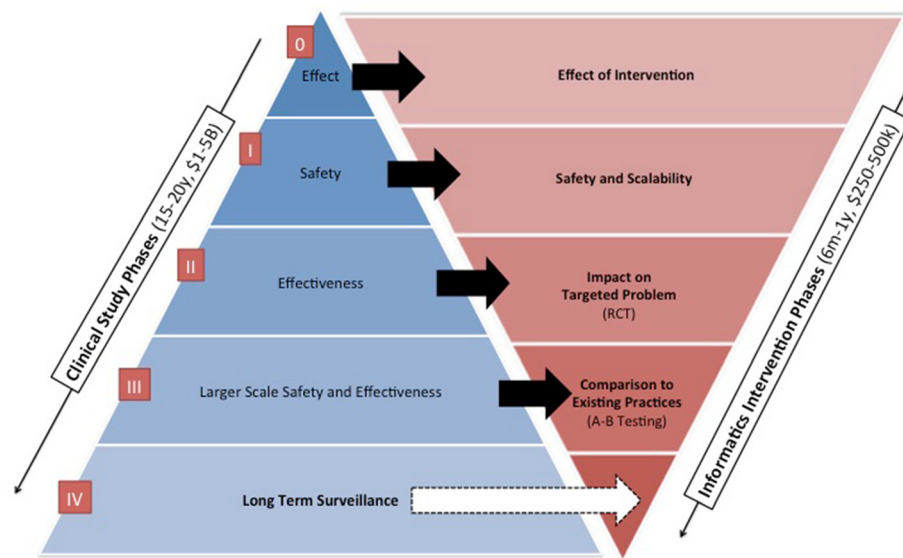 0
Effect
Effect of Intervention
I
Safety
Safety and Scalability
II
Effectiveness
Impact on
Targeted Problem
(RCT)
III
Larger Scale Safety and Effectiveness
Comparison to
Existing Practices
(A-B Testing)
IV
Long Term Surveillance
Clinical Study Phases (15-20y, $1-5B)
Informatics Intervention Phases (6m-1y, $250-500k)